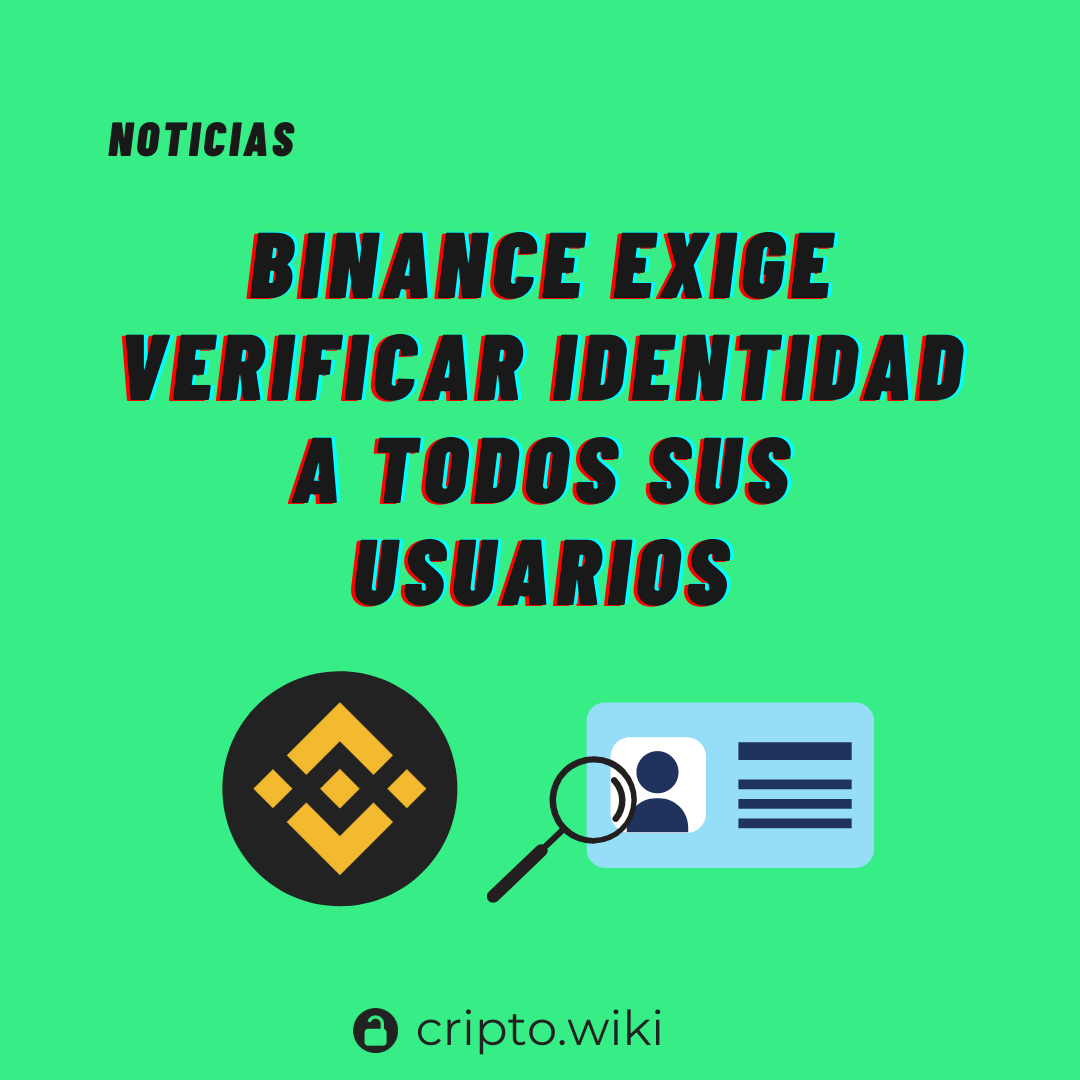 NOTICIAS
BINANCE EXIGE
VERIFICAR IDENTIDAD
A TODOS SUS
USUARIOS
cripto.wiki